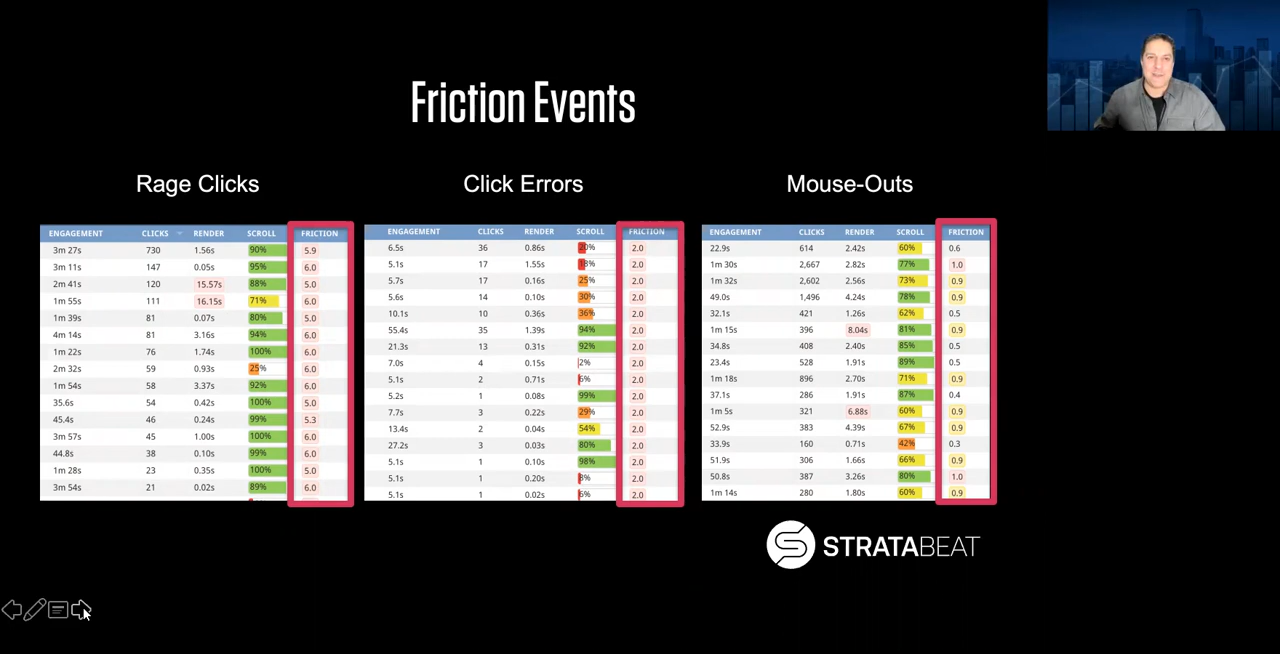 Friction Events
Rage Clicks
ENGAGEMENT CLICKS RENDER SCROLL FRICTION
3m 27s 730 1.56s 90% 5.9
3m 11s 147 0.05s 95% 6.0
2m 41s 120 15.57s 88% 5.0
1m 55s 111 16.15s 71% 6.0
1m 39s 81 0.07s 80% 5.0
4m 14s 81 3.16s 94% 6.0
1m 22s 76 1.74s 100% 6.0
2m 32s 59 0.93s 25% 6.0
1m 54s 58 3.37s 92% 6.0
35.6s 54 0.42s 100% 5.0
45.4s 46 0.24s 99% 5.3
3m 57s 45 1.00s 100% 6.0
44.8s 38 0.10s 99% 6.0
1m 28s 23 0.35s 100% 5.0
3m 54s 21 0.02s 89% 6.0
Click Errors
ENGAGEMENT CLICKS RENDER SCROLL FRICTION
6.5s 36 0.86s 20% 2.0
5.1s 17 1.55s 18% 2.0
5.7s 17 0.16s 25% 2.0
5.6s 14 0.10s 30% 2.0
10.1s 10 0.36s 36% 2.0
55.4s 35 1.39s 94% 2.0
21.3s 13 0.31s 92% 2.0
7.0s 4 0.15s 2% 2.0
5.1s 2 0.71s 6% 2.0
5.2s 1 0.08s 99% 2.0
7.7s 3 0.22s 29% 2.0
13.4s 2 0.04s 54% 2.0
27.2s 3 0.03s 80% 2.0
5.1s 1 0.10s 98% 2.0
5.1s 1 0.20s 8% 2.0
5.1s 1 0.02s 6% 2.0
Mouse-Outs
ENGAGEMENT CLICKS RENDER SCROLL FRICTION
22.9s 614 2.42s 60% 0.6
1m 30s 2,667 2.82s 77% 1.0
1m 32s 2,602 2.56s 73% 0.9
49.0s 1,496 4.24s 78% 0.9
32.1s 421 1.26s 62% 0.5
1m 15s 396 8.04s 81% 0.9
34.8s 408 2.40s 85% 0.5
23.4s 528 1.91s 89% 0.5
1m 18s 896 2.70s 71% 0.9
37.1s 286 1.91s 87% 0.4
1m 5s 321 6.88s 60% 0.9
52.9s 383 4.39s 67% 0.9
33.9s 160 0.71s 42% 0.3
51.9s 306 1.66s 66% 0.9
50.8s 387 3.26s 80% 1.0
1m 14s 280 1.80s 60% 0.9
STRATABEAT